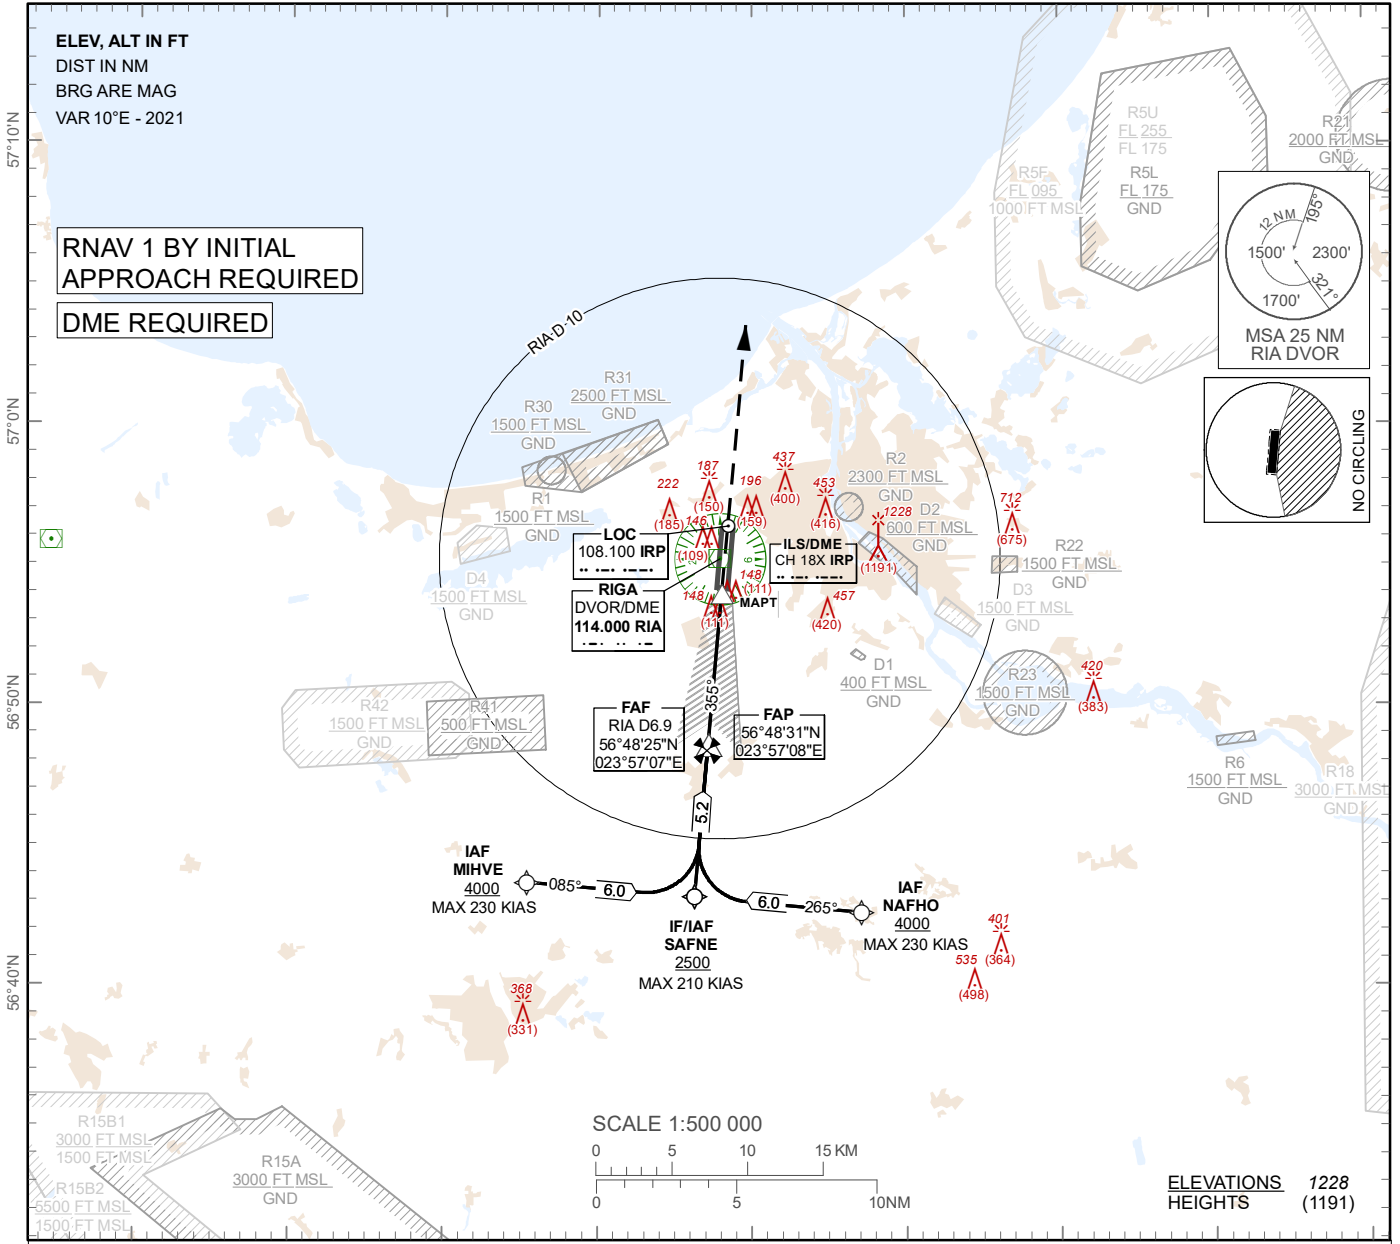 ELEV, ALT IN FT
DIST IN NM
BRG ARE MAG
VAR 10°E - 2021
57°10'N
57°0'N
56°50'N
56°40'N
RNAV 1 BY INITIAL
APPROACH REQUIRED
DME REQUIRED
RIA D 10
R5U
FL 255
FL 175
R5L
FL 175
GND
R5F
FL 095
1000 FT MSL
R21
2000 FT MSL
GND
12 NM
195°
1500'
2300'
321°
1700'
MSA 25 NM
RIA DVOR
NO CIRCLING
R31
2500 FT MSL
GND
R30
1500 FT MSL
GND
R1
1500 FT MSL
GND
D4
1500 FT MSL
GND
R2
2300 FT MSL
GND
D2
600 FT MSL
GND
R22
1500 FT MSL
GND
D3
1500 FT MSL
GND
D1
400 FT MSL
GND
R23
1500 FT MSL
GND
R42
1500 FT MSL
GND
R41
500 FT MSL
GND
R6
1500 FT MSL
GND
R18
3000 FT MSL
GND
222
(185)
187
(150)
146
(109)
196
(159)
437
(400)
453
(416)
1228
(1191)
712
(675)
148
(111)
148
(111)
457
(420)
420
(383)
LOC
108.100 IRP
RIGA
DVOR/DME
114.000 RIA
ILS/DME
CH 18X IRP
MAPT
355°
FAF
RIA D6.9
56°48'25"N
023°57'07"E
FAP
56°48'31"N
023°57'08"E
5.2
IAF
MIHVE
4000
MAX 230 KIAS
085°
6.0
6.0
265°
IAF
NAFHO
4000
MAX 230 KIAS
IF/IAF
SAFNE
2500
MAX 210 KIAS
401
(364)
535
(498)
368
(331)
R15B1
3000 FT MSL
1500 FT MSL
R15A
3000 FT MSL
GND
R15B2
5500 FT MSL
1500 FT MSL
SCALE 1:500 000
0 5 10 15 KM
0 5 10NM
ELEVATIONS 1228
HEIGHTS (1191)